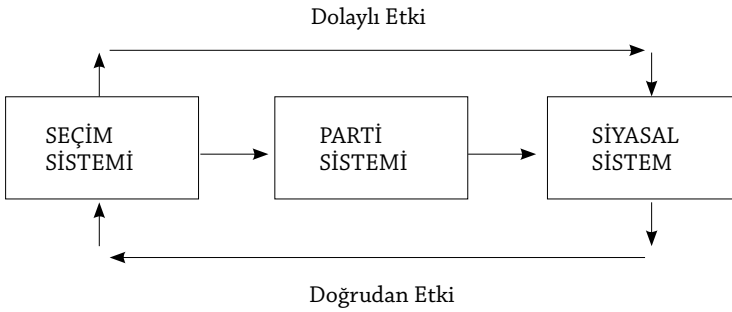 Dolaylı Etki
SEÇİM
SİSTEMİ
PARTİ
SİSTEMİ
SİYASAL
SİSTEM
Doğrudan Etki